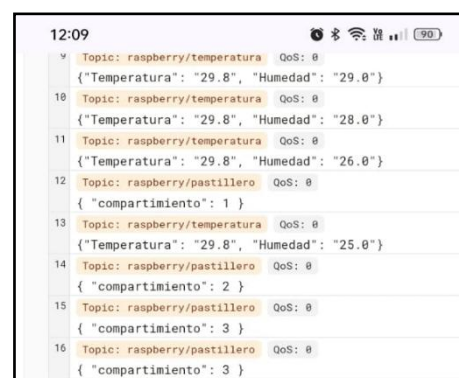 12:09 90
9 Topic: raspberry/temperatura QoS: 0
{"Temperatura": "29.8", "Humedad": "29.0"}
10 Topic: raspberry/temperatura QoS: 0
{"Temperatura": "29.8", "Humedad": "28.0"}
11 Topic: raspberry/temperatura QoS: 0
{"Temperatura": "29.8", "Humedad": "26.0"}
12 Topic: raspberry/pastillero QoS: 0
{ "compartimiento": 1 }
13 Topic: raspberry/temperatura QoS: 0
{"Temperatura": "29.8", "Humedad": "25.0"}
14 Topic: raspberry/pastillero QoS: 0
{ "compartimiento": 2 }
15 Topic: raspberry/pastillero QoS: 0
{ "compartimiento": 3 }
16 Topic: raspberry/pastillero QoS: 0
{ "compartimiento": 3 }